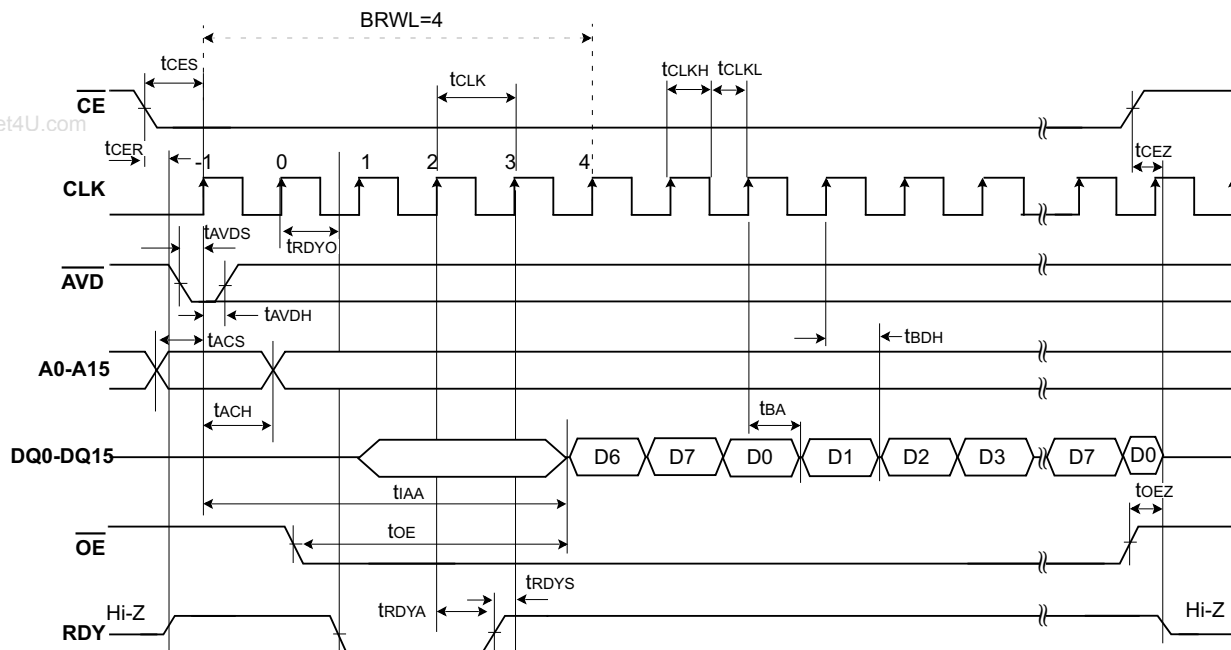 BRWL=4
tCES
tCLK
tCLKH
tCLKL
CE
et4U.com
tCER
tCEZ
-1 0 1 2 3 4
CLK
tAVDS
tRDYO
AVD
tAVDH
tACS
tBDH
A0-A15
tACH
tBA
DQ0-DQ15
D6 D7 D0 D1 D2 D3 D7 D0
tIAA
tOEZ
tOE
OE
tRDYS
tRDYA
Hi-Z
Hi-Z
RDY